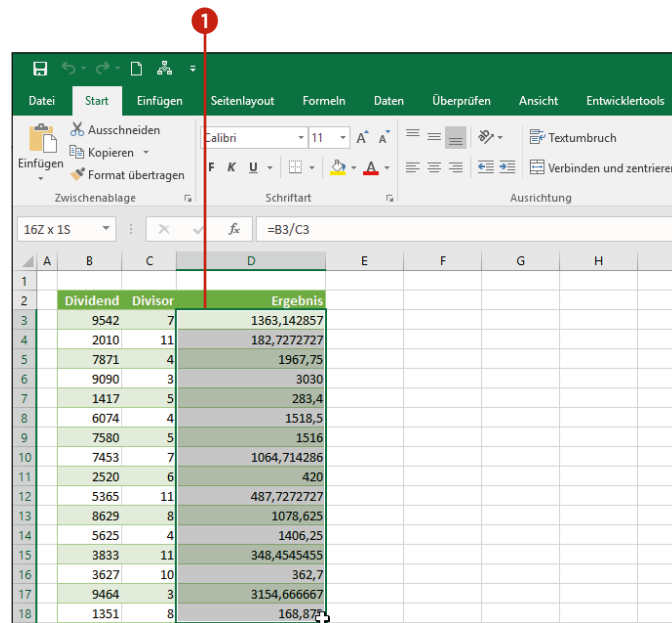 1
Datei Start Einfügen Seitenlayout Formeln Daten Überprüfen Ansicht Entwicklertools
Einfügen
Ausschneiden
Kopieren
Format übertragen
Zwischenablage
Calibri 11 A A
F K U A
Schriftart
Textumbruch
Verbinden und zentrieren
Ausrichtung
16Z x 1S fx =B3/C3
A B C D E F G H
1
2 Dividend Divisor Ergebnis
3 9542 7 1363,142857
4 2010 11 182,7272727
5 7871 4 1967,75
6 9090 3 3030
7 1417 5 283,4
8 6074 4 1518,5
9 7580 5 1516
10 7453 7 1064,714286
11 2520 6 420
12 5365 11 487,7272727
13 8629 8 1078,625
14 5625 4 1406,25
15 3833 11 348,4545455
16 3627 10 362,7
17 9464 3 3154,666667
18 1351 8 168,875